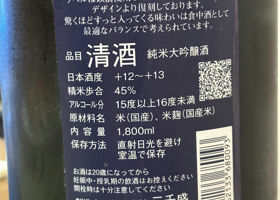 デザインより復刻しております。
驚くほどすっと入ってくる味わいは食中酒として
最適なバランスで考えられています。
品目 清酒 純米大吟醸酒
日本酒度 +12～+13
精米歩合 45%
アルコール分 15度以上16度未満
原材料名 米(国産)、米麹(国産米)
内容量 1,800ml
保存方法 直射日光を避け
室温で保存
お酒は20歳になってから
妊娠中・授乳期の飲酒はお控えください
開栓時は十分注意してください